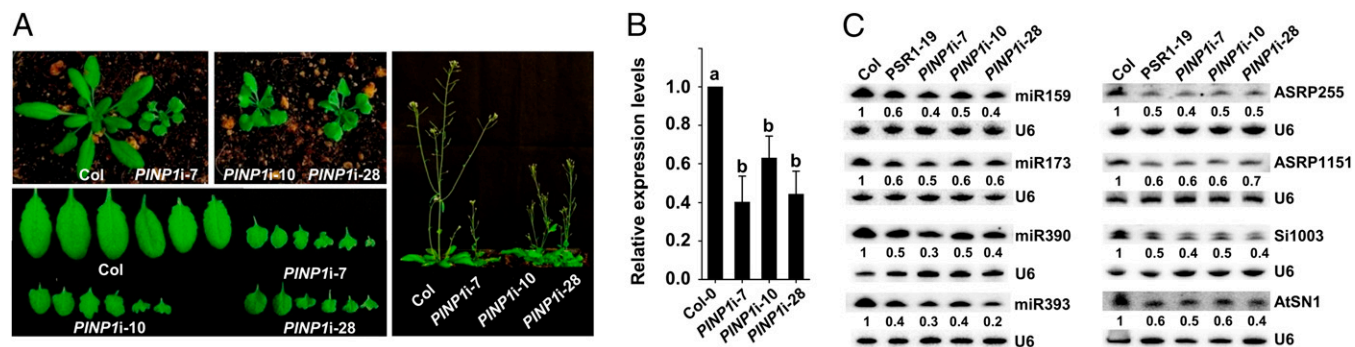 A
Col
PINP1i-7
PINP1i-10
PINP1i-28
Col
PINP1i-7
PINP1i-10
PINP1i-28
Col
PINP1i-7
PINP1i-10
PINP1i-28
B
Relative expression levels
1.0
0.8
0.6
0.4
0.2
0.0
a
b
b
b
Col-0
PINP1i-7
PINP1i-10
PINP1i-28
C
Col
PSR1-19
PINP1i-7
PINP1i-10
PINP1i-28
miR159
1 0.6 0.4 0.5 0.4
U6
miR173
1 0.6 0.5 0.6 0.6
U6
miR390
1 0.5 0.3 0.5 0.4
U6
miR393
1 0.4 0.3 0.4 0.2
U6
Col
PSR1-19
PINP1i-7
PINP1i-10
PINP1i-28
ASRP255
1 0.5 0.4 0.5 0.5
U6
ASRP1151
1 0.6 0.6 0.6 0.7
U6
Si1003
1 0.5 0.4 0.5 0.4
U6
AtSN1
1 0.6 0.5 0.6 0.4
U6